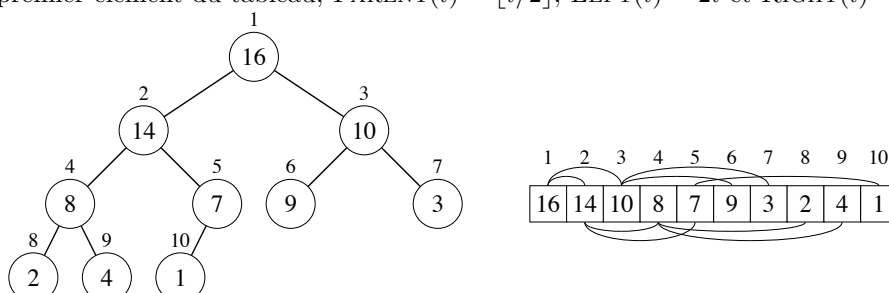 premier élément du tableau, PARENT(i) = ⌊i/2⌋, LEFT(i) = 2i et RIGHT(i)
1
16
2 3
14 10
4 5 6 7
8 7 9 3
8 9 10
2 4 1
1 2 3 4 5 6 7 8 9 10
16 14 10 8 7 9 3 2 4 1